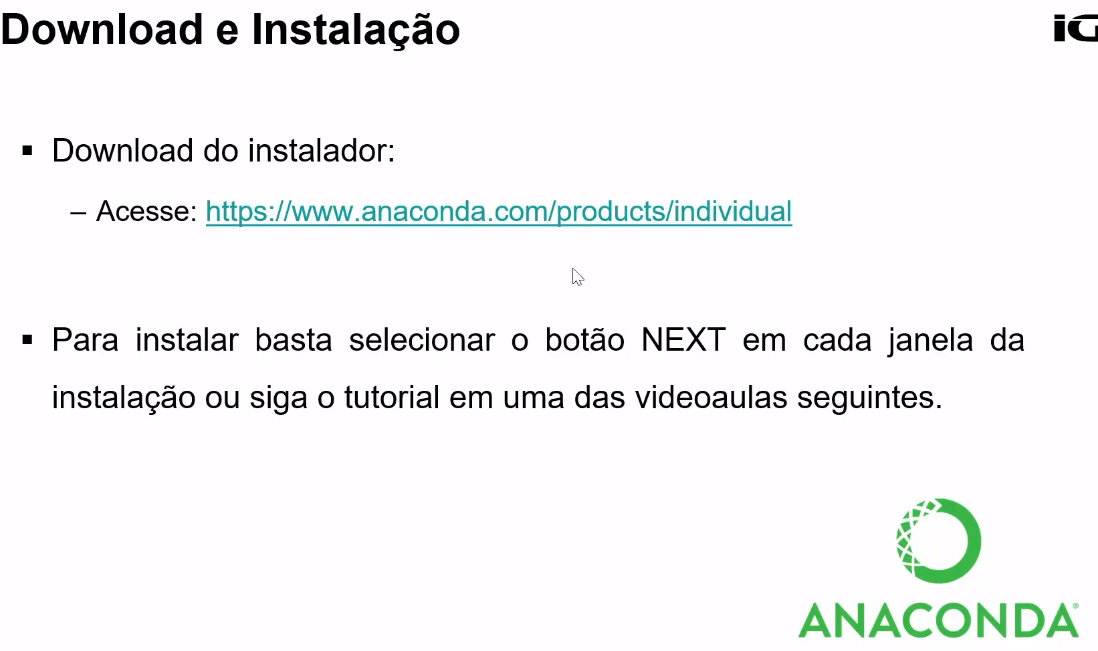 Download e Instalação
iG
▪ Download do instalador:
– Acesse: https://www.anaconda.com/products/individual
▪ Para instalar basta selecionar o botão NEXT em cada janela da
instalação ou siga o tutorial em uma das videoaulas seguintes.
ANACONDA®